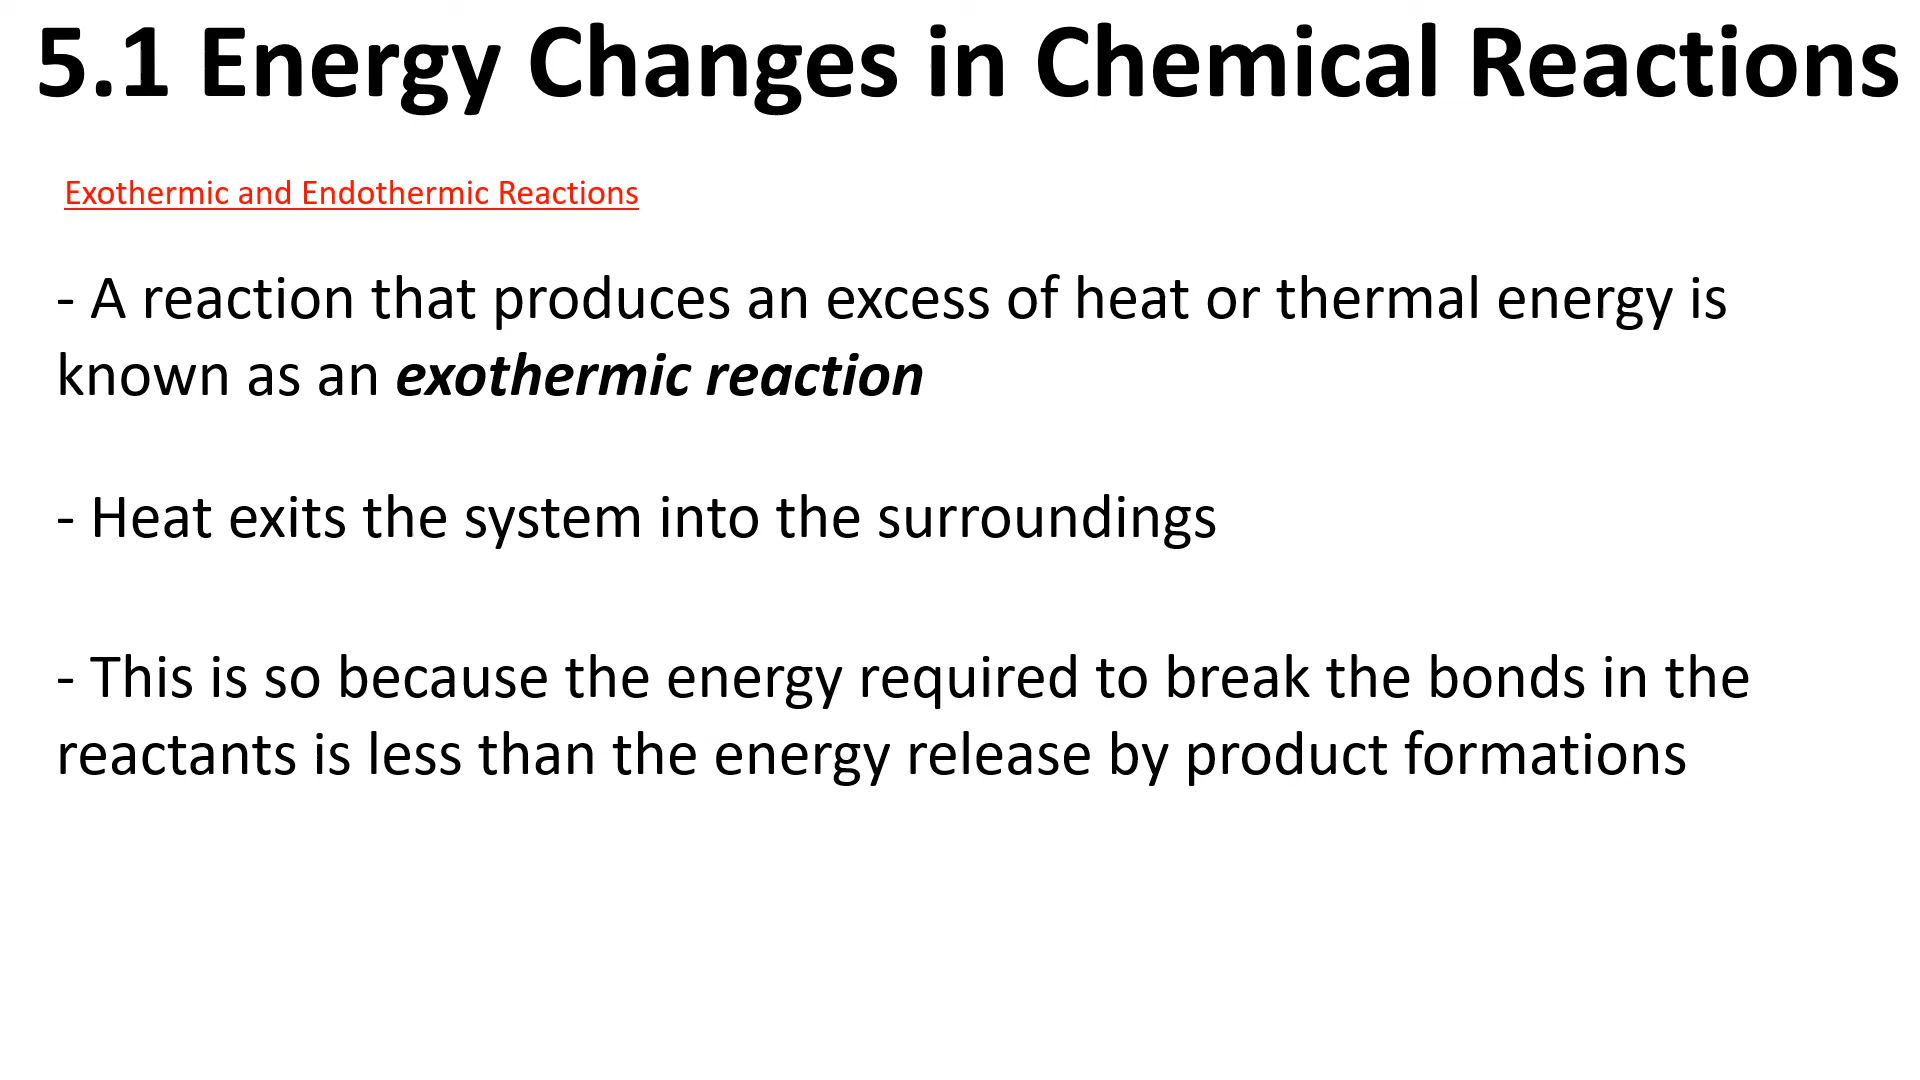 5.1 Energy Changes in Chemical Reactions
Exothermic and Endothermic Reactions
- A reaction that produces an excess of heat or thermal energy is
known as an exothermic reaction
- Heat exits the system into the surroundings
- This is so because the energy required to break the bonds in the
reactants is less than the energy release by product formations